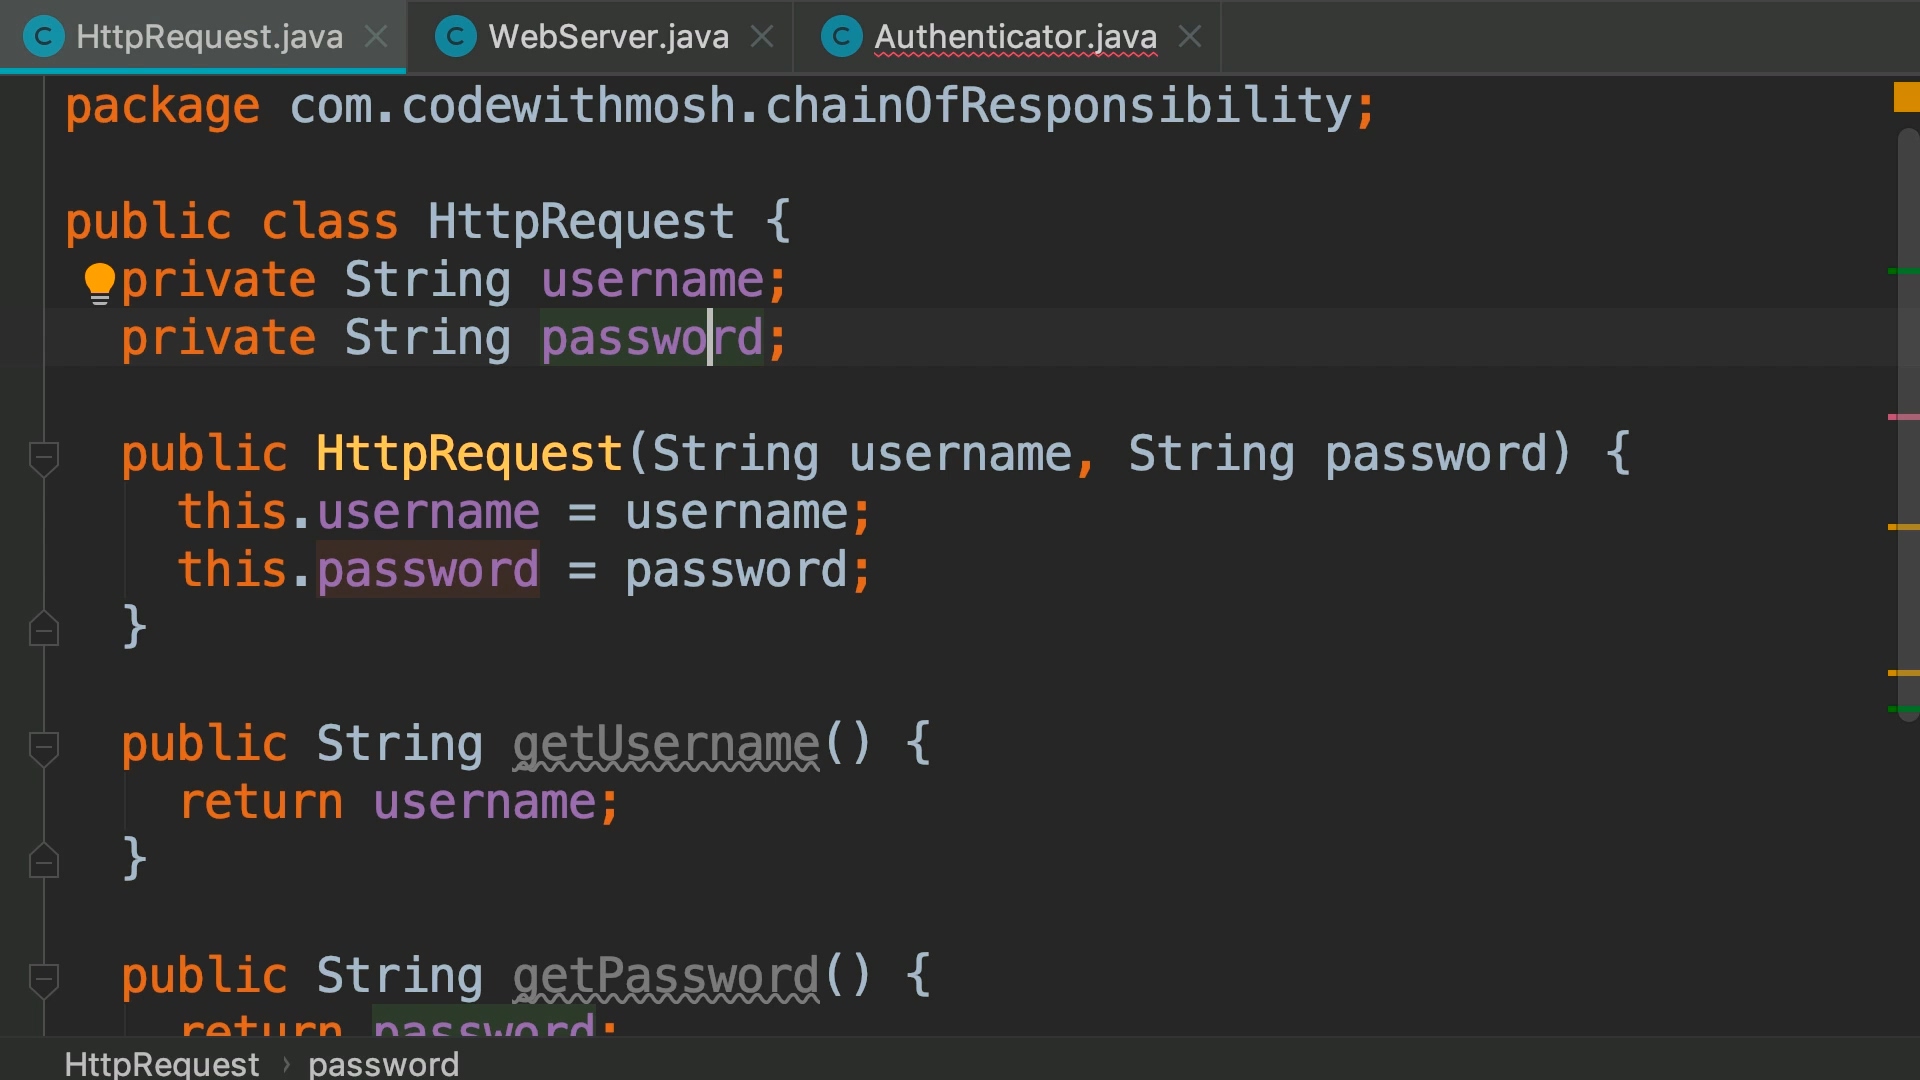 HttpRequest.java WebServer.java Authenticator.java
package com.codewithmosh.chainOfResponsibility;
public class HttpRequest {
private String username;
private String password;
public HttpRequest(String username, String password) {
this.username = username;
this.password = password;
}
public String getUsername() {
return username;
}
public String getPassword() {
return password;
HttpRequest › password